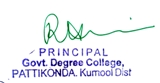 PRINCIPAL
Govt. Degree College,
PATTIKONDA. Kurnool Dist